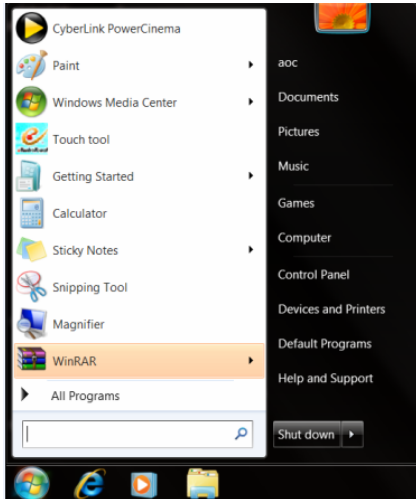 CyberLink PowerCinema
Paint
Windows Media Center
Touch tool
Getting Started
Calculator
Sticky Notes
Snipping Tool
Magnifier
WinRAR
All Programs
aoc
Documents
Pictures
Music
Games
Computer
Control Panel
Devices and Printers
Default Programs
Help and Support
Shut down